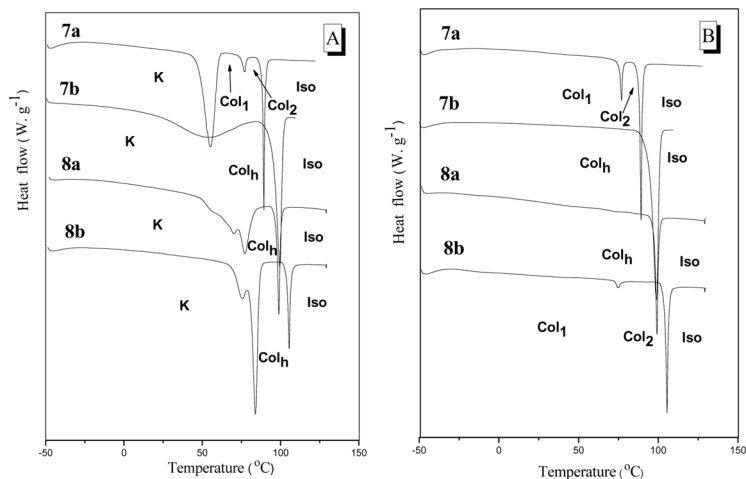 7a
A
K
Col1
Col2
Iso
7b
K
Colh
Iso
8a
K
Colh
Iso
8b
K
Colh
Iso
Heat flow (W. g-1)
-50 0 50 100 150
Temperature (oC)
7a
B
Col1
Col2
Iso
7b
Colh
Iso
8a
Colh
Iso
8b
Col1
Col2
Iso
Heat flow (W. g-1)
-50 0 50 100 150
Temperature (oC)